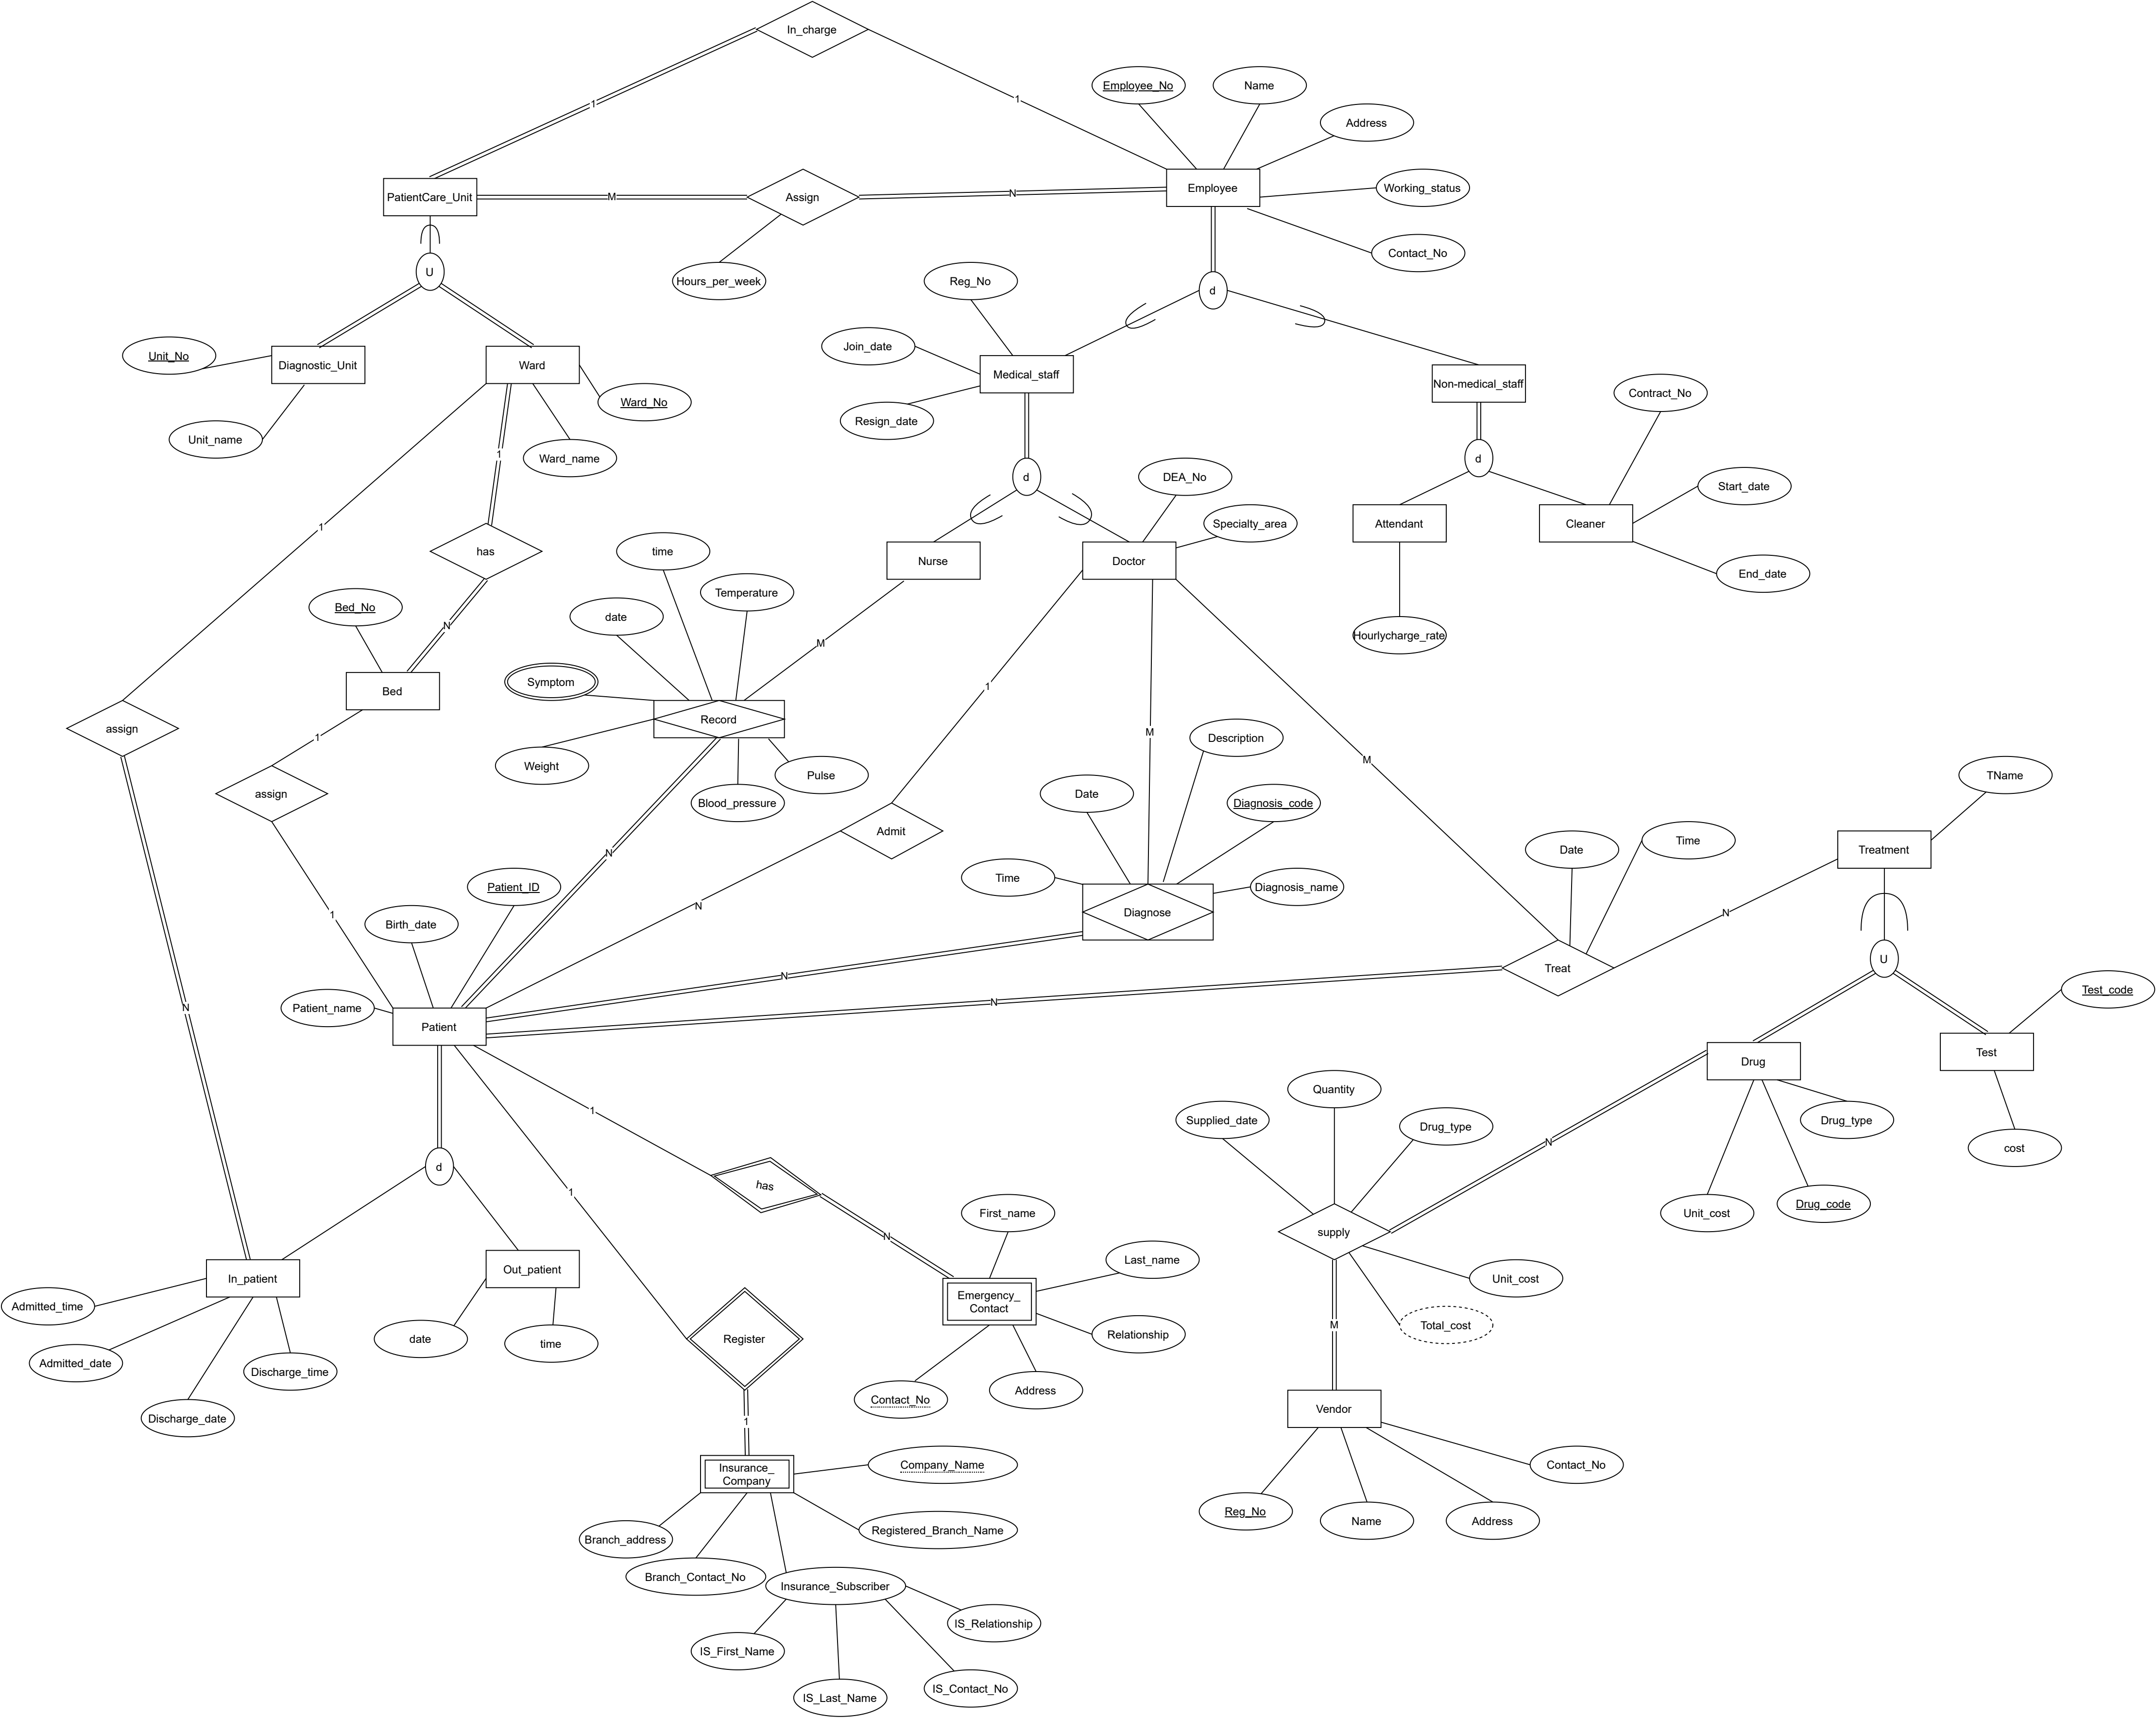 In_charge
Employee_No
Name
1
1
Address
Employee
Working_status
PatientCare_Unit
M
Assign
N
Contact_No
U
Hours_per_week
Reg_No
d
Join_date
Unit_No
Diagnostic_Unit
Ward
Medical_staff
Non-medical_staff
Contract_No
Ward_No
Resign_date
Unit_name
1
Ward_name
d
d
DEA_No
Start_date
1
Specialty_area
Attendant
Cleaner
has
time
Nurse
Doctor
End_date
Bed_No
Temperature
date
N
Hourlycharge_rate
M
Symptom
Bed
1
Record
assign
M
1
Description
Weight
Pulse
M
TName
assign
Blood_pressure
Date
Diagnosis_code
Admit
Time
Date
Treatment
N
Time
Diagnosis_name
Patient_ID
N
1
Birth_date
Diagnose
N
U
N
Treat
N
Patient_name
N
N
Test_code
Patient
Test
Drug
Quantity
1
Supplied_date
Drug_type
Drug_type
N
cost
d
has
1
First_name
Unit_cost
Drug_code
N
supply
Last_name
Out_patient
In_patient
Unit_cost
Emergency_
Contact
Admitted_time
Total_cost
M
date
time
Register
Relationship
Admitted_date
Discharge_time
Address
Contact_No
Discharge_date
1
Vendor
Company_Name
Insurance_
Company
Contact_No
Reg_No
Name
Address
Registered_Branch_Name
Branch_address
Branch_Contact_No
Insurance_Subscriber
IS_Relationship
IS_First_Name
IS_Contact_No
IS_Last_Name